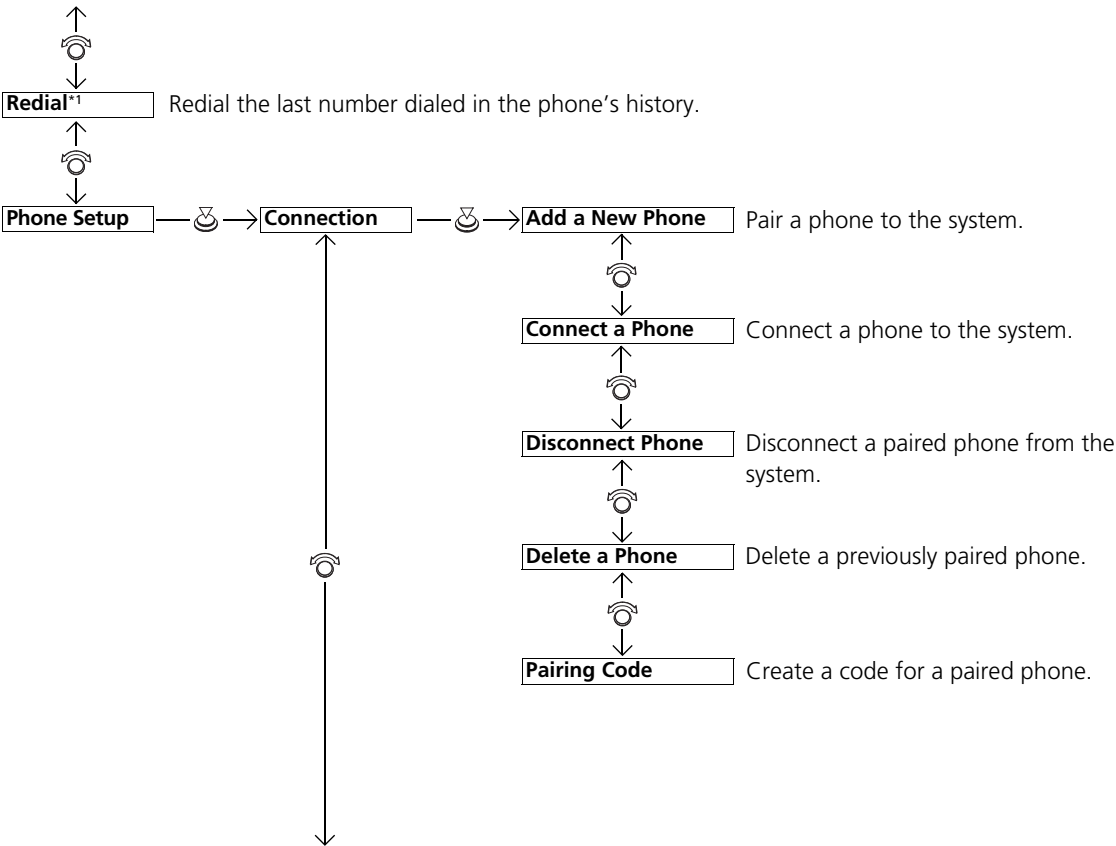 Redial*1 Redial the last number dialed in the phone's history.
Phone Setup Connection Add a New Phone Pair a phone to the system.
Connect a Phone Connect a phone to the system.
Disconnect Phone Disconnect a paired phone from the
system.
Delete a Phone Delete a previously paired phone.
Pairing Code Create a code for a paired phone.